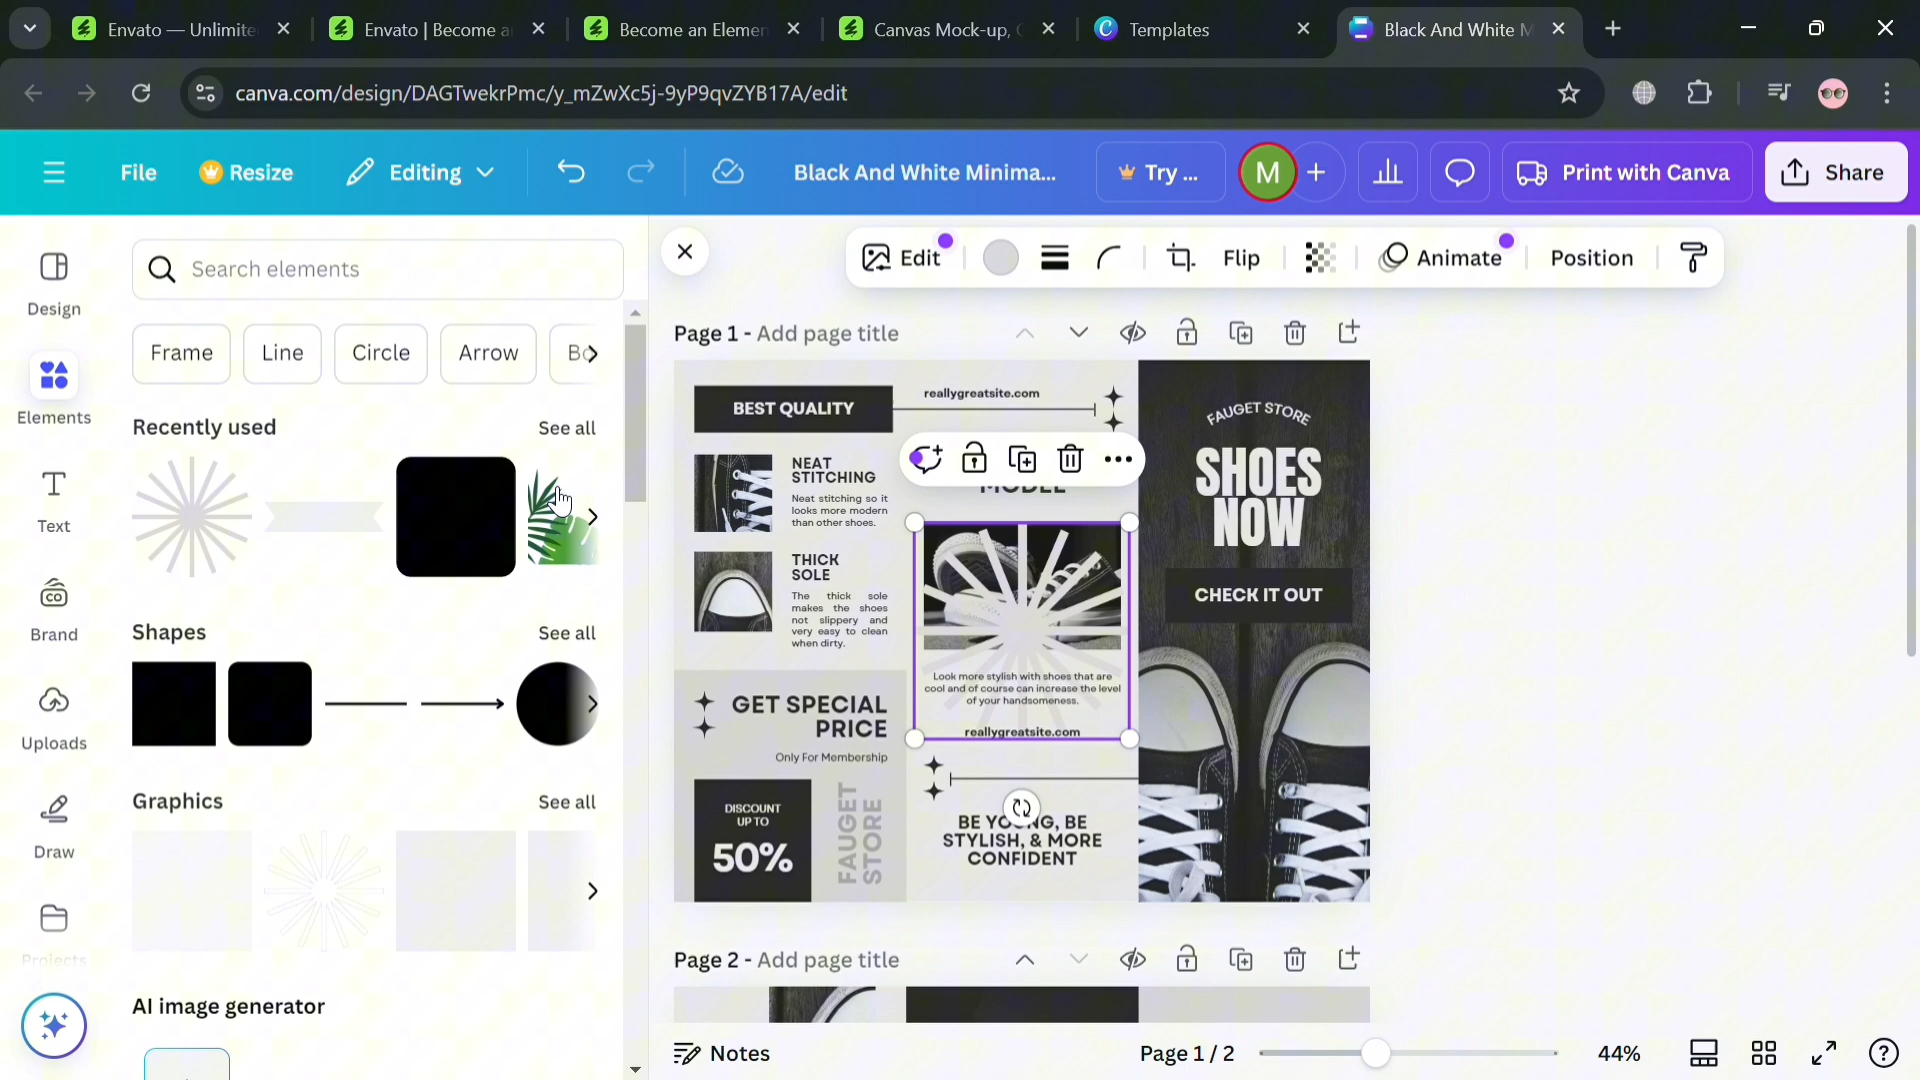 Envato — Unlimite
Envato | Become a
Become an Elemen
Canvas Mock-up,
Templates
Black And White M
canva.com/design/DAGTwekrPmc/y_mZwXc5j-9yP9qvZYB17A/edit
File
Resize
Editing
Black And White Minima...
Try ...
M
Print with Canva
Share
Design
Elements
Text
Brand
Uploads
Draw
Projects
Search elements
Frame
Line
Circle
Arrow
Recently used
See all
Shapes
See all
Graphics
See all
AI image generator
Edit
Flip
Animate
Position
Page 1 - Add page title
BEST QUALITY
reallygreatsite.com
NEAT
STITCHING
Neat stitching so it
looks more modern
than other shoes.
THICK
SOLE
The thick sole
makes the shoes
not slippery and
very easy to clean
when dirty.
GET SPECIAL
PRICE
Only For Membership
DISCOUNT
UP TO
50%
FAUGET
STORE
MODEL
Look more stylish with shoes that are
cool and of course can increase the level
of your handsomeness.
reallygreatsite.com
BE YOUNG, BE
STYLISH, & MORE
CONFIDENT
FAUGET STORE
SHOES
NOW
CHECK IT OUT
Page 2 - Add page title
Notes
Page 1 / 2
44%